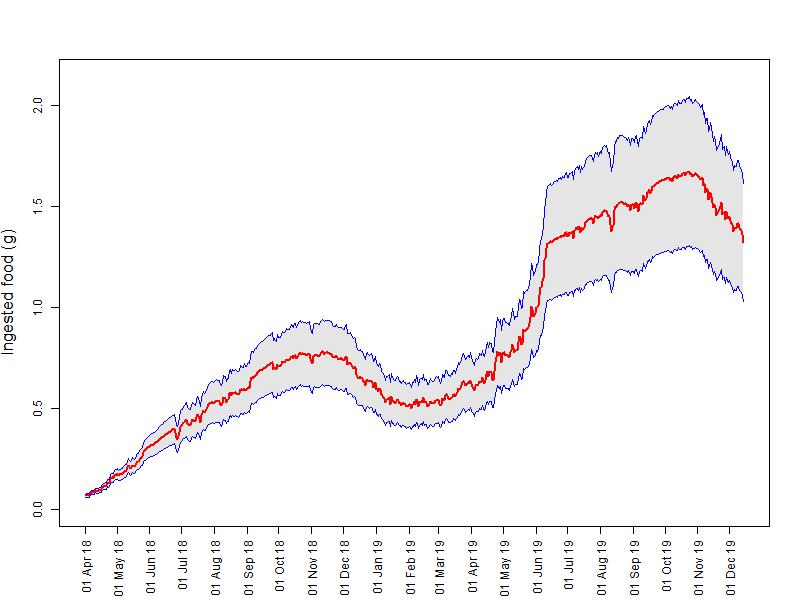 Ingested food (g)
2.0
1.5
1.0
0.5
0.0
01 Apr 18
01 May 18
01 Jun 18
01 Jul 18
01 Aug 18
01 Sep 18
01 Oct 18
01 Nov 18
01 Dec 18
01 Jan 19
01 Feb 19
01 Mar 19
01 Apr 19
01 May 19
01 Jun 19
01 Jul 19
01 Aug 19
01 Sep 19
01 Oct 19
01 Nov 19
01 Dec 19